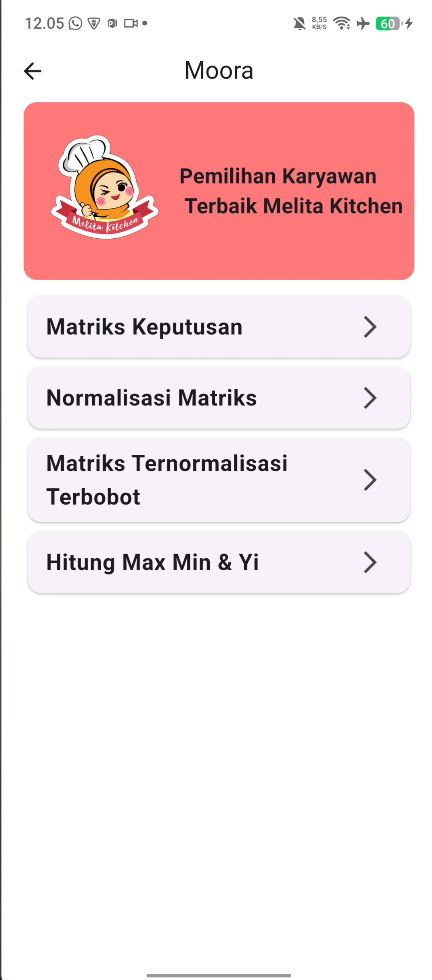 12.05
8,55
KB/S
60
Moora
Melita Kitchen
Pemilihan Karyawan
Terbaik Melita Kitchen
Matriks Keputusan
Normalisasi Matriks
Matriks Ternormalisasi
Terbobot
Hitung Max Min & Yi